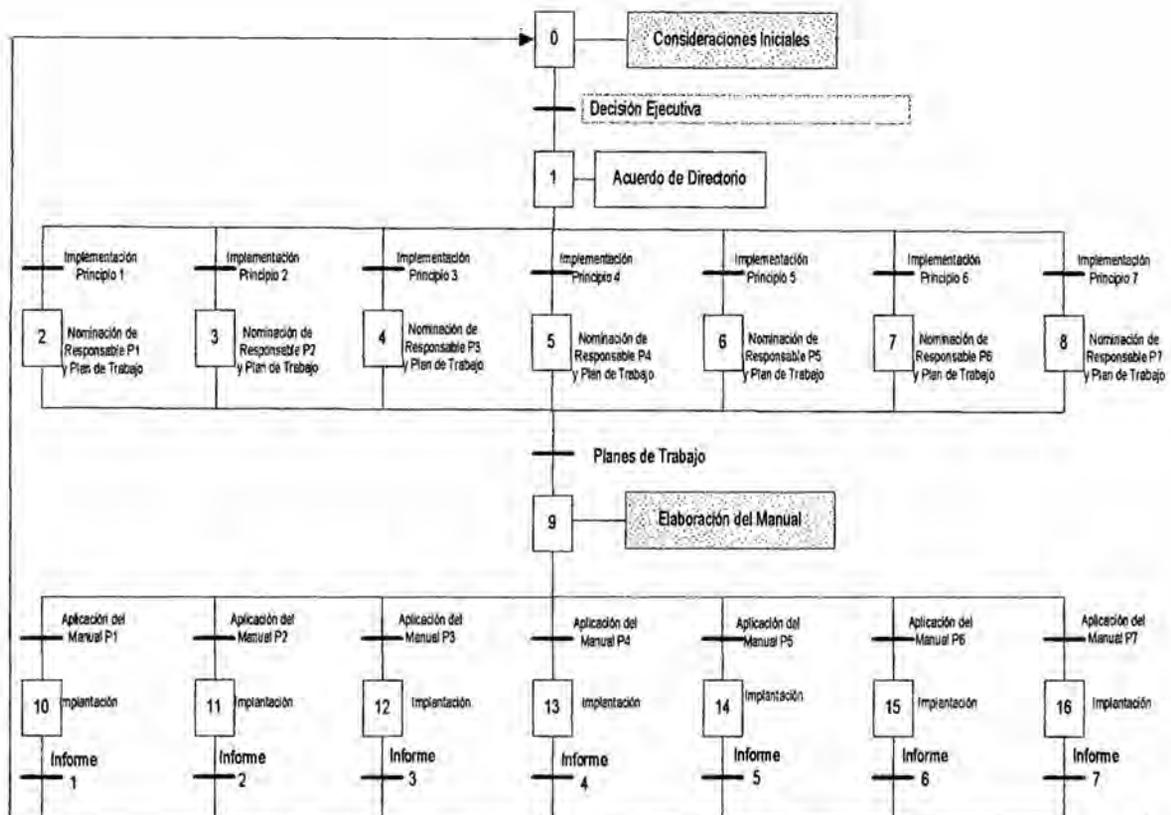 0
Consideraciones Iniciales
Decisión Ejecutiva
1
Acuerdo de Directorio
Implementación
Principio 1
Implementación
Principio 2
Implementación
Principio 3
Implementación
Principio 4
Implementación
Principio 5
Implementación
Principio 6
Implementación
Principio 7
2
Nominación de
Responsable P1
y Plan de Trabajo
3
Nominación de
Responsable P2
y Plan de Trabajo
4
Nominación de
Responsable P3
y Plan de Trabajo
5
Nominación de
Responsable P4
y Plan de Trabajo
6
Nominación de
Responsable P5
y Plan de Trabajo
7
Nominación de
Responsable P6
y Plan de Trabajo
8
Nominación de
Responsable P7
y Plan de Trabajo
Planes de Trabajo
9
Elaboración del Manual
Aplicación del
Manual P1
Aplicación del
Manual P2
Aplicación del
Manual P3
Aplicación del
Manual P4
Aplicación del
Manual P5
Aplicación del
Manual P6
Aplicación del
Manual P7
10
Implantación
11
Implantación
12
Implantación
13
Implantación
14
Implantación
15
Implantación
16
Implantación
Informe
1
Informe
2
Informe
3
Informe
4
Informe
5
Informe
6
Informe
7